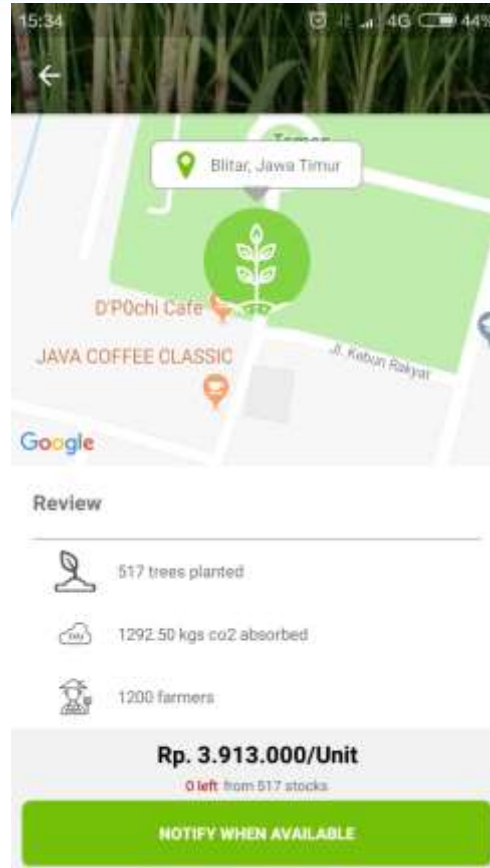 15:34
4G 44%
Blitar, Jawa Timur
D'P0chi Cafe
JAVA COFFEE CLASSIC
Jl. Kebun Rakyat
Google
Review
517 trees planted
1292.50 kgs co2 absorbed
1200 farmers
Rp. 3.913.000/Unit
0 left from 517 stocks
NOTIFY WHEN AVAILABLE